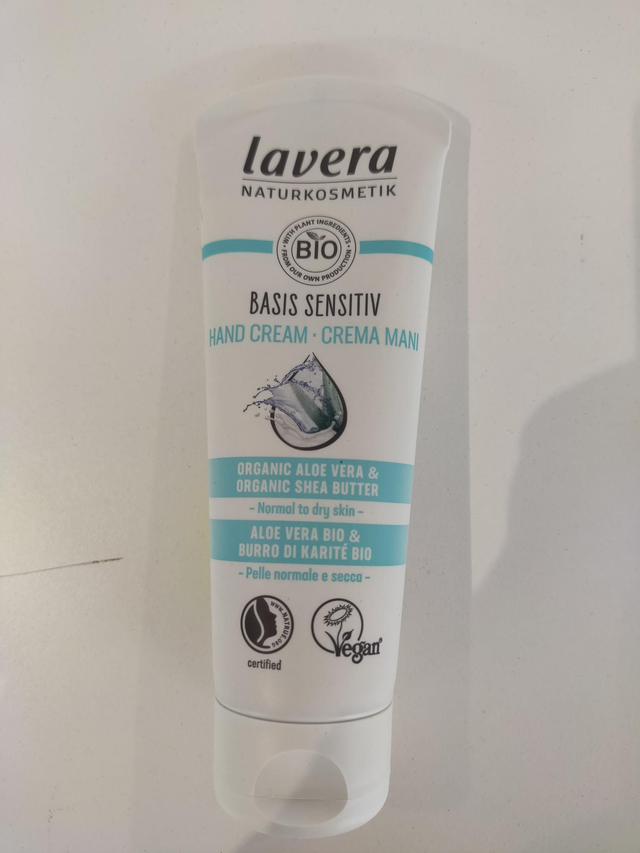 lavera
NATURKOSMETIK
WITH PLANT INGREDIENTS
BIO
FROM OUR OWN PRODUCTION
BASIS SENSITIV
HAND CREAM · CREMA MANI
ORGANIC ALOE VERA &
ORGANIC SHEA BUTTER
- Normal to dry skin -
ALOE VERA BIO &
BURRO DI KARITÉ BIO
- Pelle normale e secca -
WWW.NATRUE.ORG
Vegan
certified